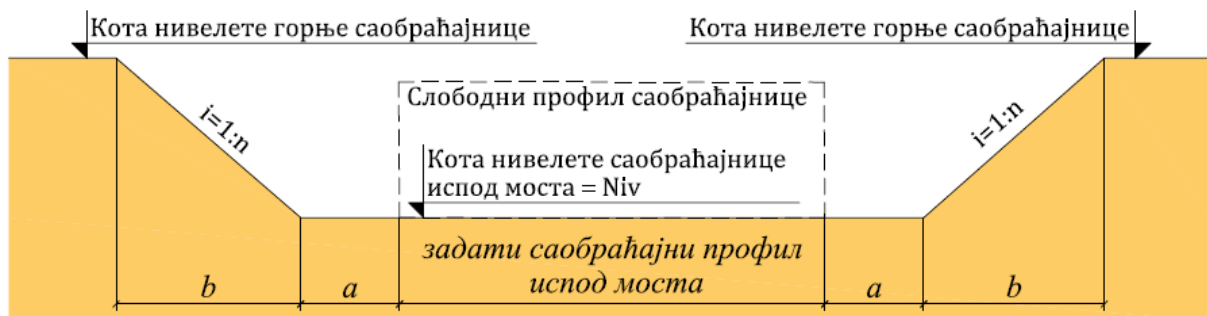 Кота нивелете горње саобраћајнице
Кота нивелете горње саобраћајнице
Слободни профил саобраћајнице
i=1:n
i=1:n
Кота нивелете саобраћајнице
испод моста = Niv
задати саобраћајни профил
испод моста
b
a
a
b